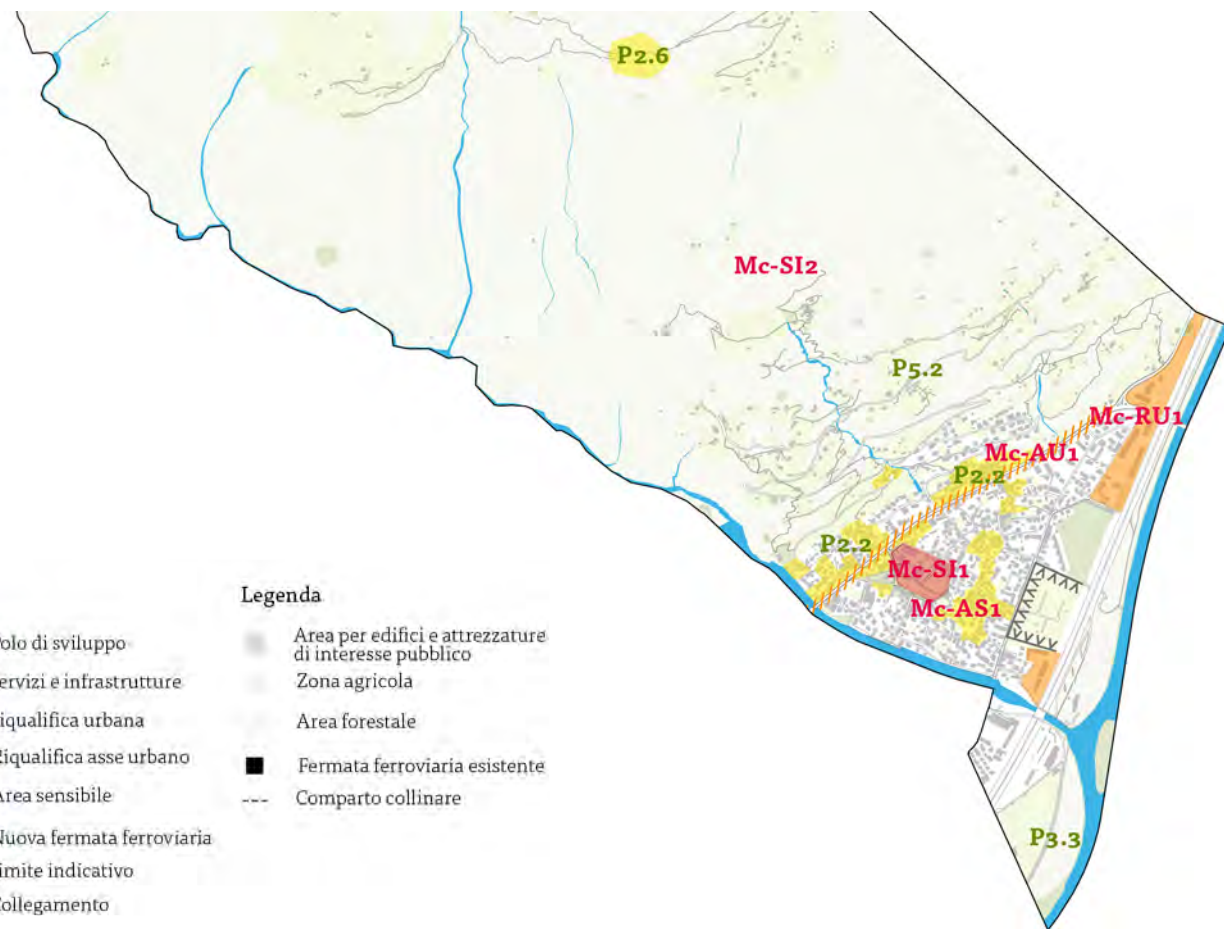 P2.6
Mc-SI2
P5.2
Mc-RU1
Mc-AU1
P2.2
P2.2
Mc-SI1
Mc-AS1
P3.3
Legenda
olo di sviluppo
ervizi e infrastrutture
iqualifica urbana
Riqualifica asse urbano
Area sensibile
Nuova fermata ferroviaria
imite indicativo
Collegamento
Area per edifici e attrezzature
di interesse pubblico
Zona agricola
Area forestale
Fermata ferroviaria esistente
Comparto collinare